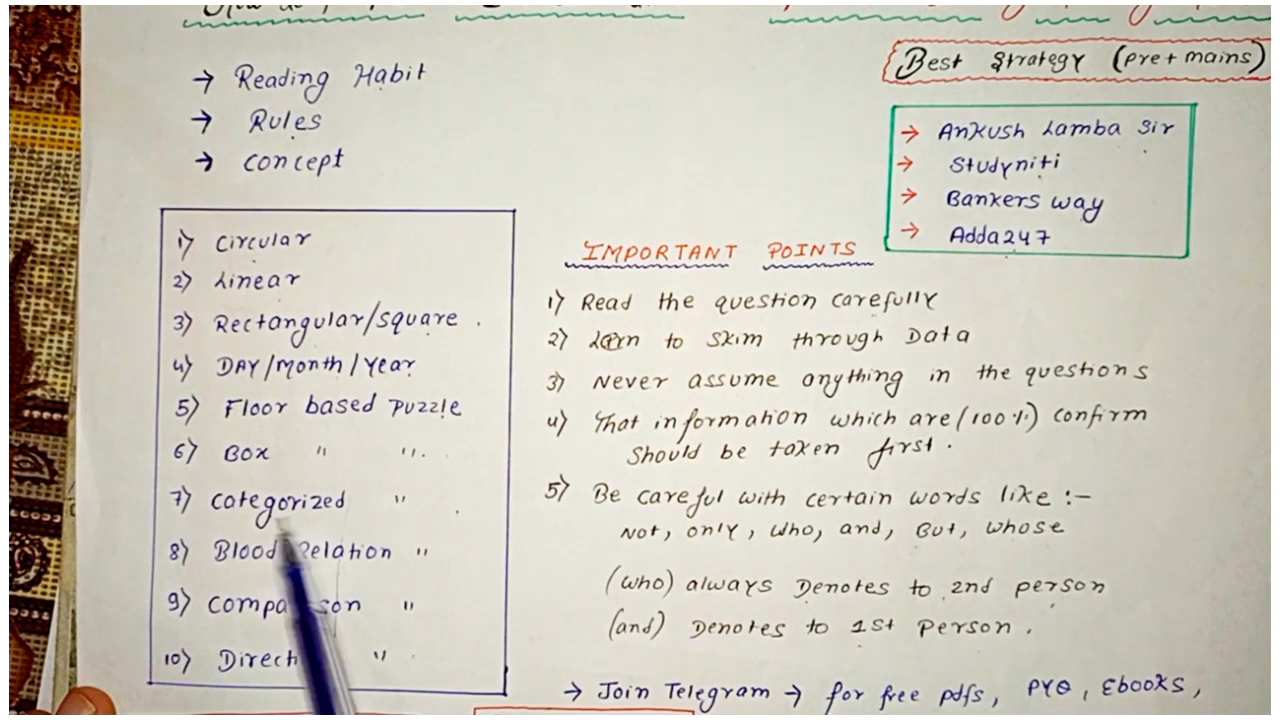 Best Strategy (pre + mains)
→ Reading Habit
→ Rules
→ concept
→ Ankush Lamba Sir
→ Studyniti
→ Bankers way
→ Adda247
1) Circular
2) Linear
3) Rectangular/square.
4) DAY/month/Year
5) Floor based puzzle
6) Box " ".
7) categorized "
8) Blood Relation "
9) "
10) "
IMPORTANT POINTS
1) Read the question carefully
2) to skim through Data
3) Never assume anything in the questions
4) That information which are (100%) confirm
Should be taken first.
5) Be careful with certain words like :-
Not, only, who, and, But, whose
(who) always Denotes to 2nd person
(and) Denotes to 1st person.
→ Join Telegram → for free pdfs, PYQ, Ebooks,